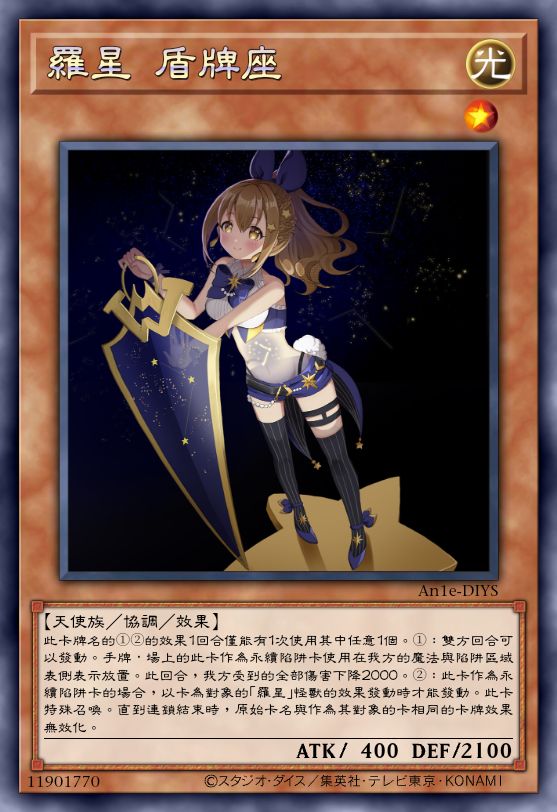 羅星 盾牌座
光
An1e-DIYS
【天使族／協調／效果】
此卡牌名的①②的效果1回合僅能有1次使用其中任意1個。①：雙方回合可
以發動。手牌・場上的此卡作為永續陷阱卡使用在我方的魔法與陷阱區域
表側表示放置。此回合，我方受到的全部傷害下降2000。②：此卡作為永
續陷阱卡的場合，以卡為對象的「羅星」怪獸的效果發動時才能發動。此卡
特殊召喚。直到連鎖結束時，原始卡名與作為其對象的卡相同的卡牌效果
無效化。
ATK/ 400 DEF/2100
11901770
©スタジオ・ダイス／集英社・テレビ東京・KONAMI